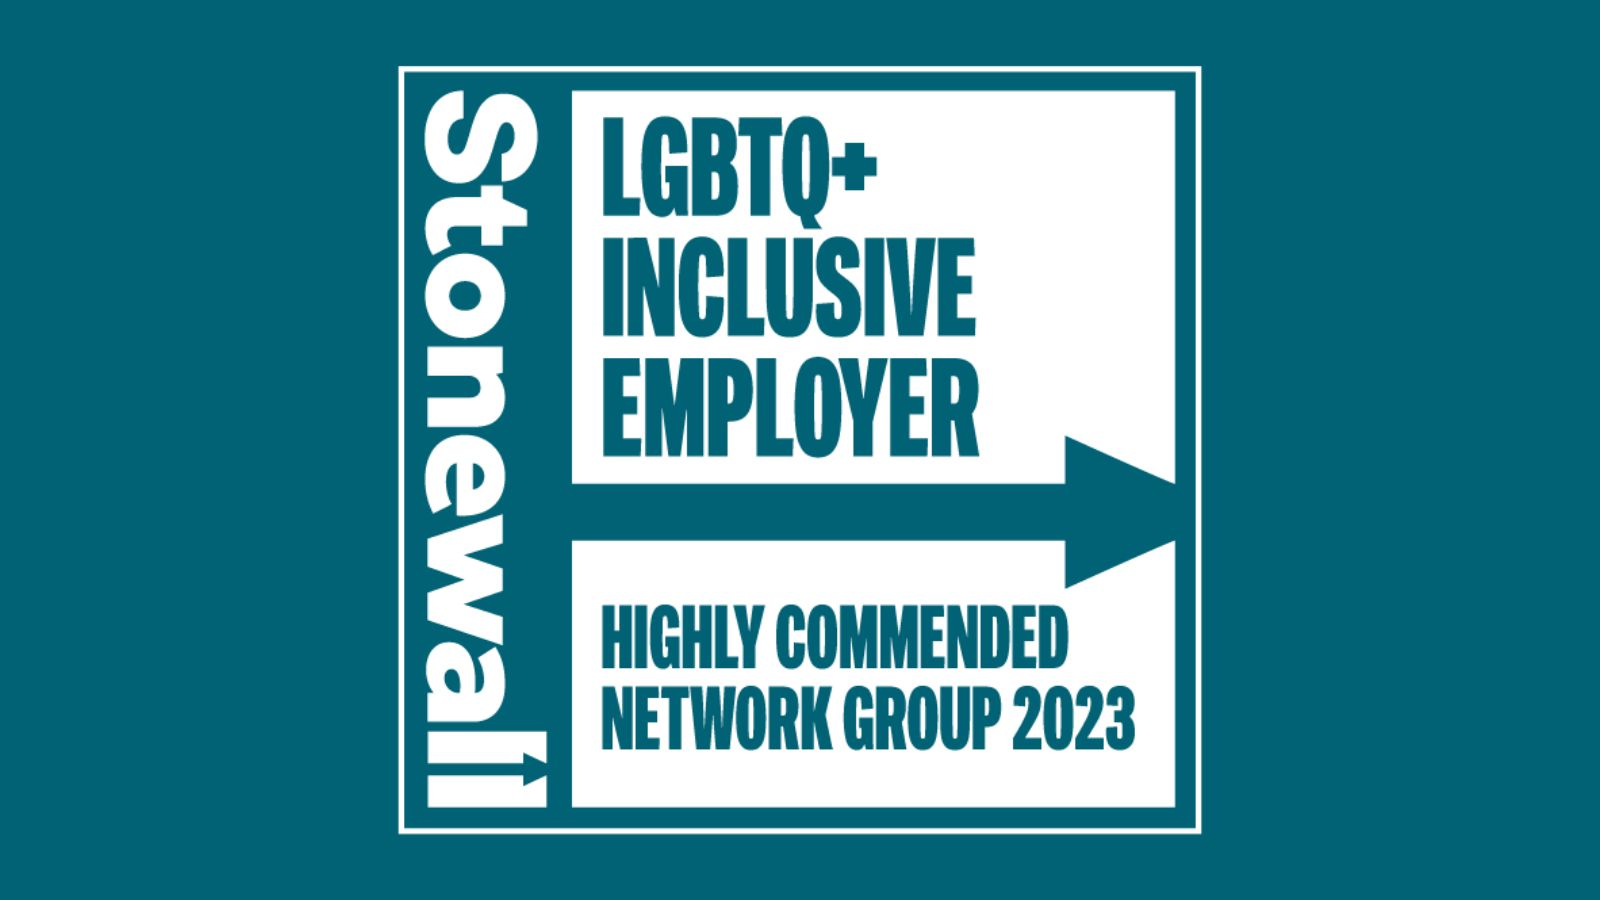 Stonewall
LGBTQ+
INCLUSIVE
EMPLOYER
HIGHLY COMMENDED
NETWORK GROUP 2023